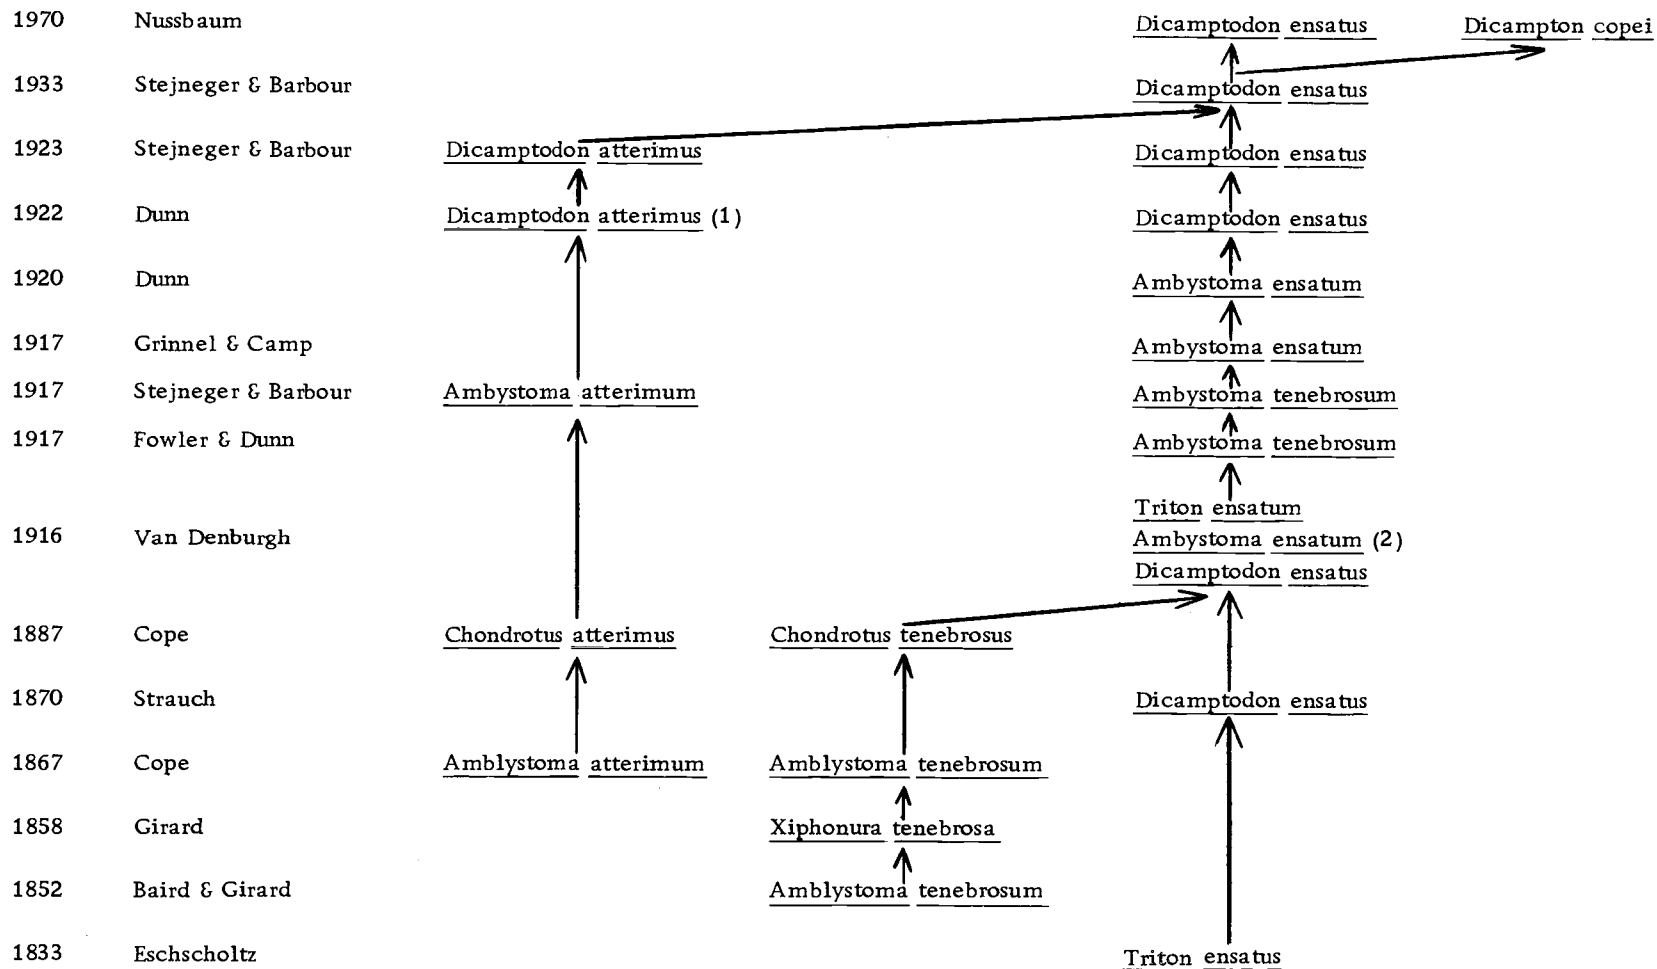 1970 Nussbaum Dicamptodon ensatus Dicampton copei
1933 Stejneger & Barbour Dicamptodon ensatus
1923 Stejneger & Barbour Dicamptodon atterimus Dicamptodon ensatus
1922 Dunn Dicamptodon atterimus (1) Dicamptodon ensatus
1920 Dunn Ambystoma ensatum
1917 Grinnel & Camp Ambystoma ensatum
1917 Stejneger & Barbour Ambystoma atterimum Ambystoma tenebrosum
1917 Fowler & Dunn Ambystoma tenebrosum
Triton ensatum
1916 Van Denburgh Ambystoma ensatum (2)
Dicamptodon ensatus
1887 Cope Chondrotus atterimus Chondrotus tenebrosus
1870 Strauch Dicamptodon ensatus
1867 Cope Amblystoma atterimum Amblystoma tenebrosum
1858 Girard Xiphonura tenebrosa
1852 Baird & Girard Amblystoma tenebrosum
1833 Eschscholtz Triton ensatus